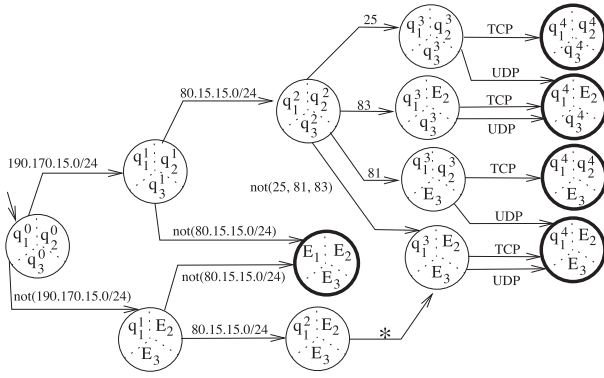 25
q₁³ q₂³
q₃³
TCP
q₁⁴ q₂⁴
q₃⁴
UDP
80.15.15.0/24
q₁² q₂²
q₃²
83
q₁³ E₂
q₃³
TCP
UDP
q₁⁴ E₂
q₃⁴
190.170.15.0/24
q₁¹ q₂¹
q₃¹
81
q₁³ q₂³
E₃
TCP
q₁⁴ q₂⁴
E₃
not(25, 81, 83)
UDP
q₁⁰ q₂⁰
q₃⁰
not(80.15.15.0/24)
E₁ E₂
E₃
q₁³ E₂
E₃
TCP
UDP
q₁⁴ E₂
E₃
not(80.15.15.0/24)
not(190.170.15.0/24)
q₁¹ E₂
E₃
80.15.15.0/24
q₁² E₂
E₃
*